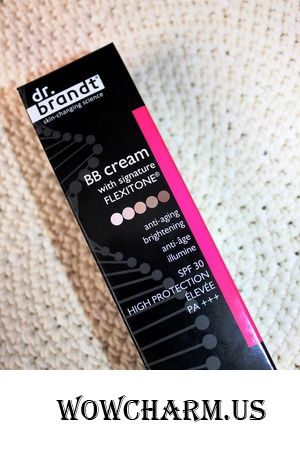 dr.
brandt
skin-changing science
BB cream
with signature
FLEXITONE®
anti-aging
brightening
anti-âge
illumine
SPF 30
HIGH PROTECTION
ÉLEVÉE
PA +++
WOWCHARM.US